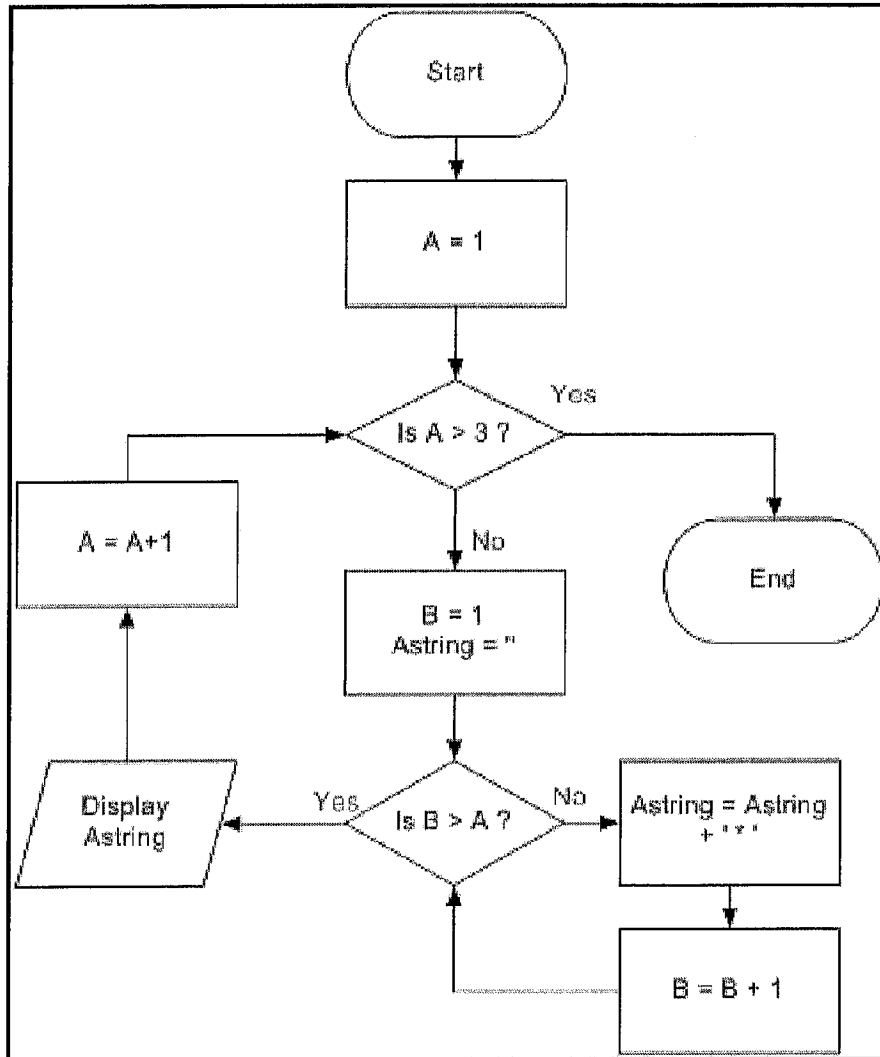 Start
A = 1
Is A > 3 ?
Yes
A = A+1
No
End
B = 1
Astring = "
Is B > A ?
Yes
No
Display
Astring
Astring = Astring
+ "*"
B = B + 1